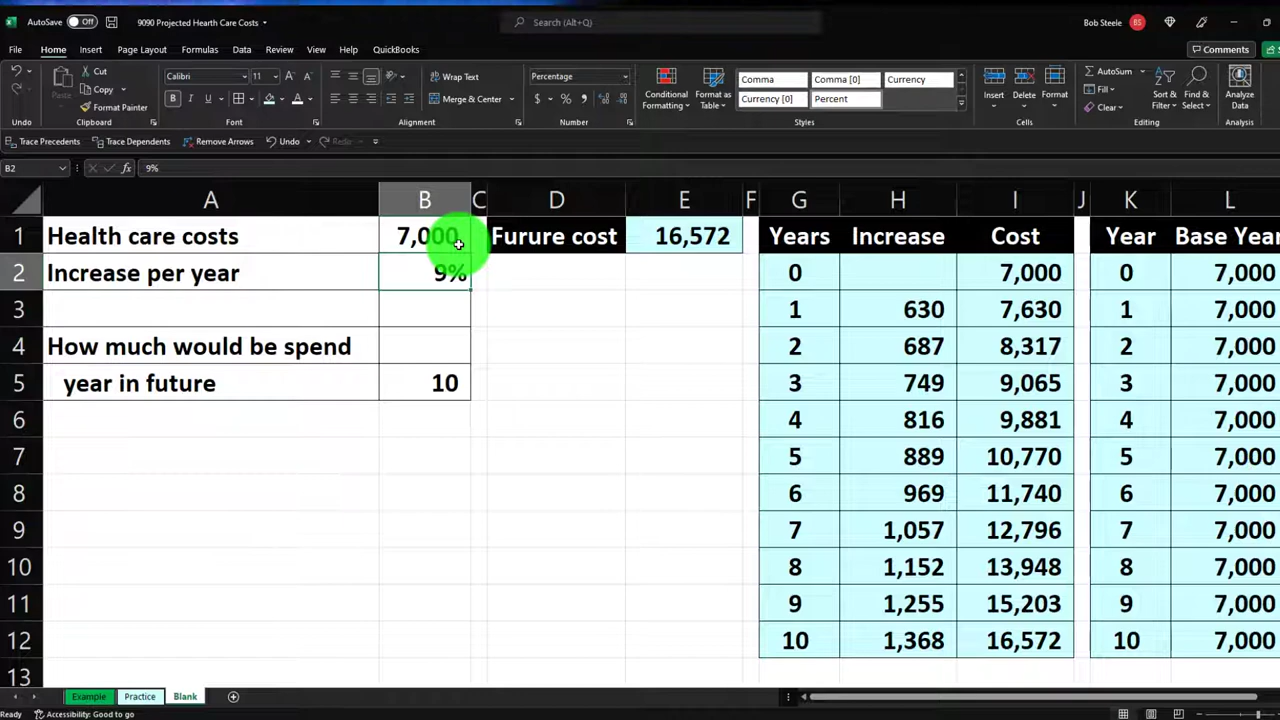 AutoSave Off 9090 Projected Hearth Care Costs Search (Alt+Q) Bob Steele BS
File Home Insert Page Layout Formulas Data Review View Help QuickBooks Comments
Cut Calibri 11 Wrap Text Percentage Comma Comma [0] Currency AutoSum
Copy Fill
Paste Format Painter B I U Merge & Center $ % Conditional Formatting Format as Table Currency [0] Percent Insert Delete Format Clear Sort & Filter Find & Select Analyze Data
Undo Clipboard Font Alignment Number Styles Cells Editing Analysis
Trace Precedents Trace Dependents Remove Arrows Undo Redo
B2 fx 9%
A B C D E F G H I J K L
1 Health care costs 7,000 Furure cost 16,572 Years Increase Cost Year Base Year
2 Increase per year 9% 0 7,000 0 7,000
3 1 630 7,630 1 7,000
4 How much would be spend 2 687 8,317 2 7,000
5 year in future 10 3 749 9,065 3 7,000
6 4 816 9,881 4 7,000
7 5 889 10,770 5 7,000
8 6 969 11,740 6 7,000
9 7 1,057 12,796 7 7,000
10 8 1,152 13,948 8 7,000
11 9 1,255 15,203 9 7,000
12 10 1,368 16,572 10 7,000
13
Example Practice Blank
Ready Accessibility: Good to go